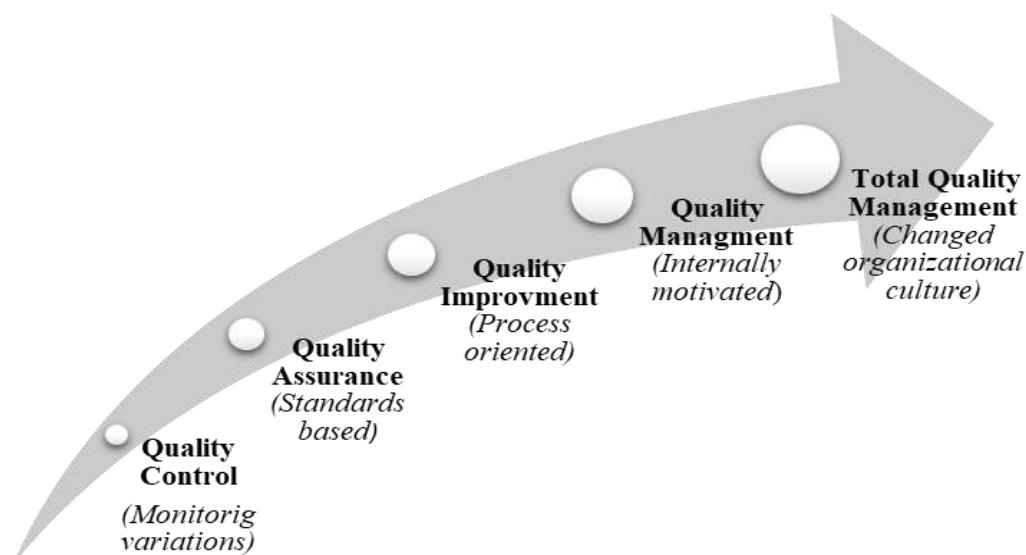 Quality
Control
(Monitorig
variations)
Quality
Assurance
(Standards
based)
Quality
Improvment
(Process
oriented)
Quality
Managment
(Internally
motivated)
Total Quality
Management
(Changed
organizational
culture)